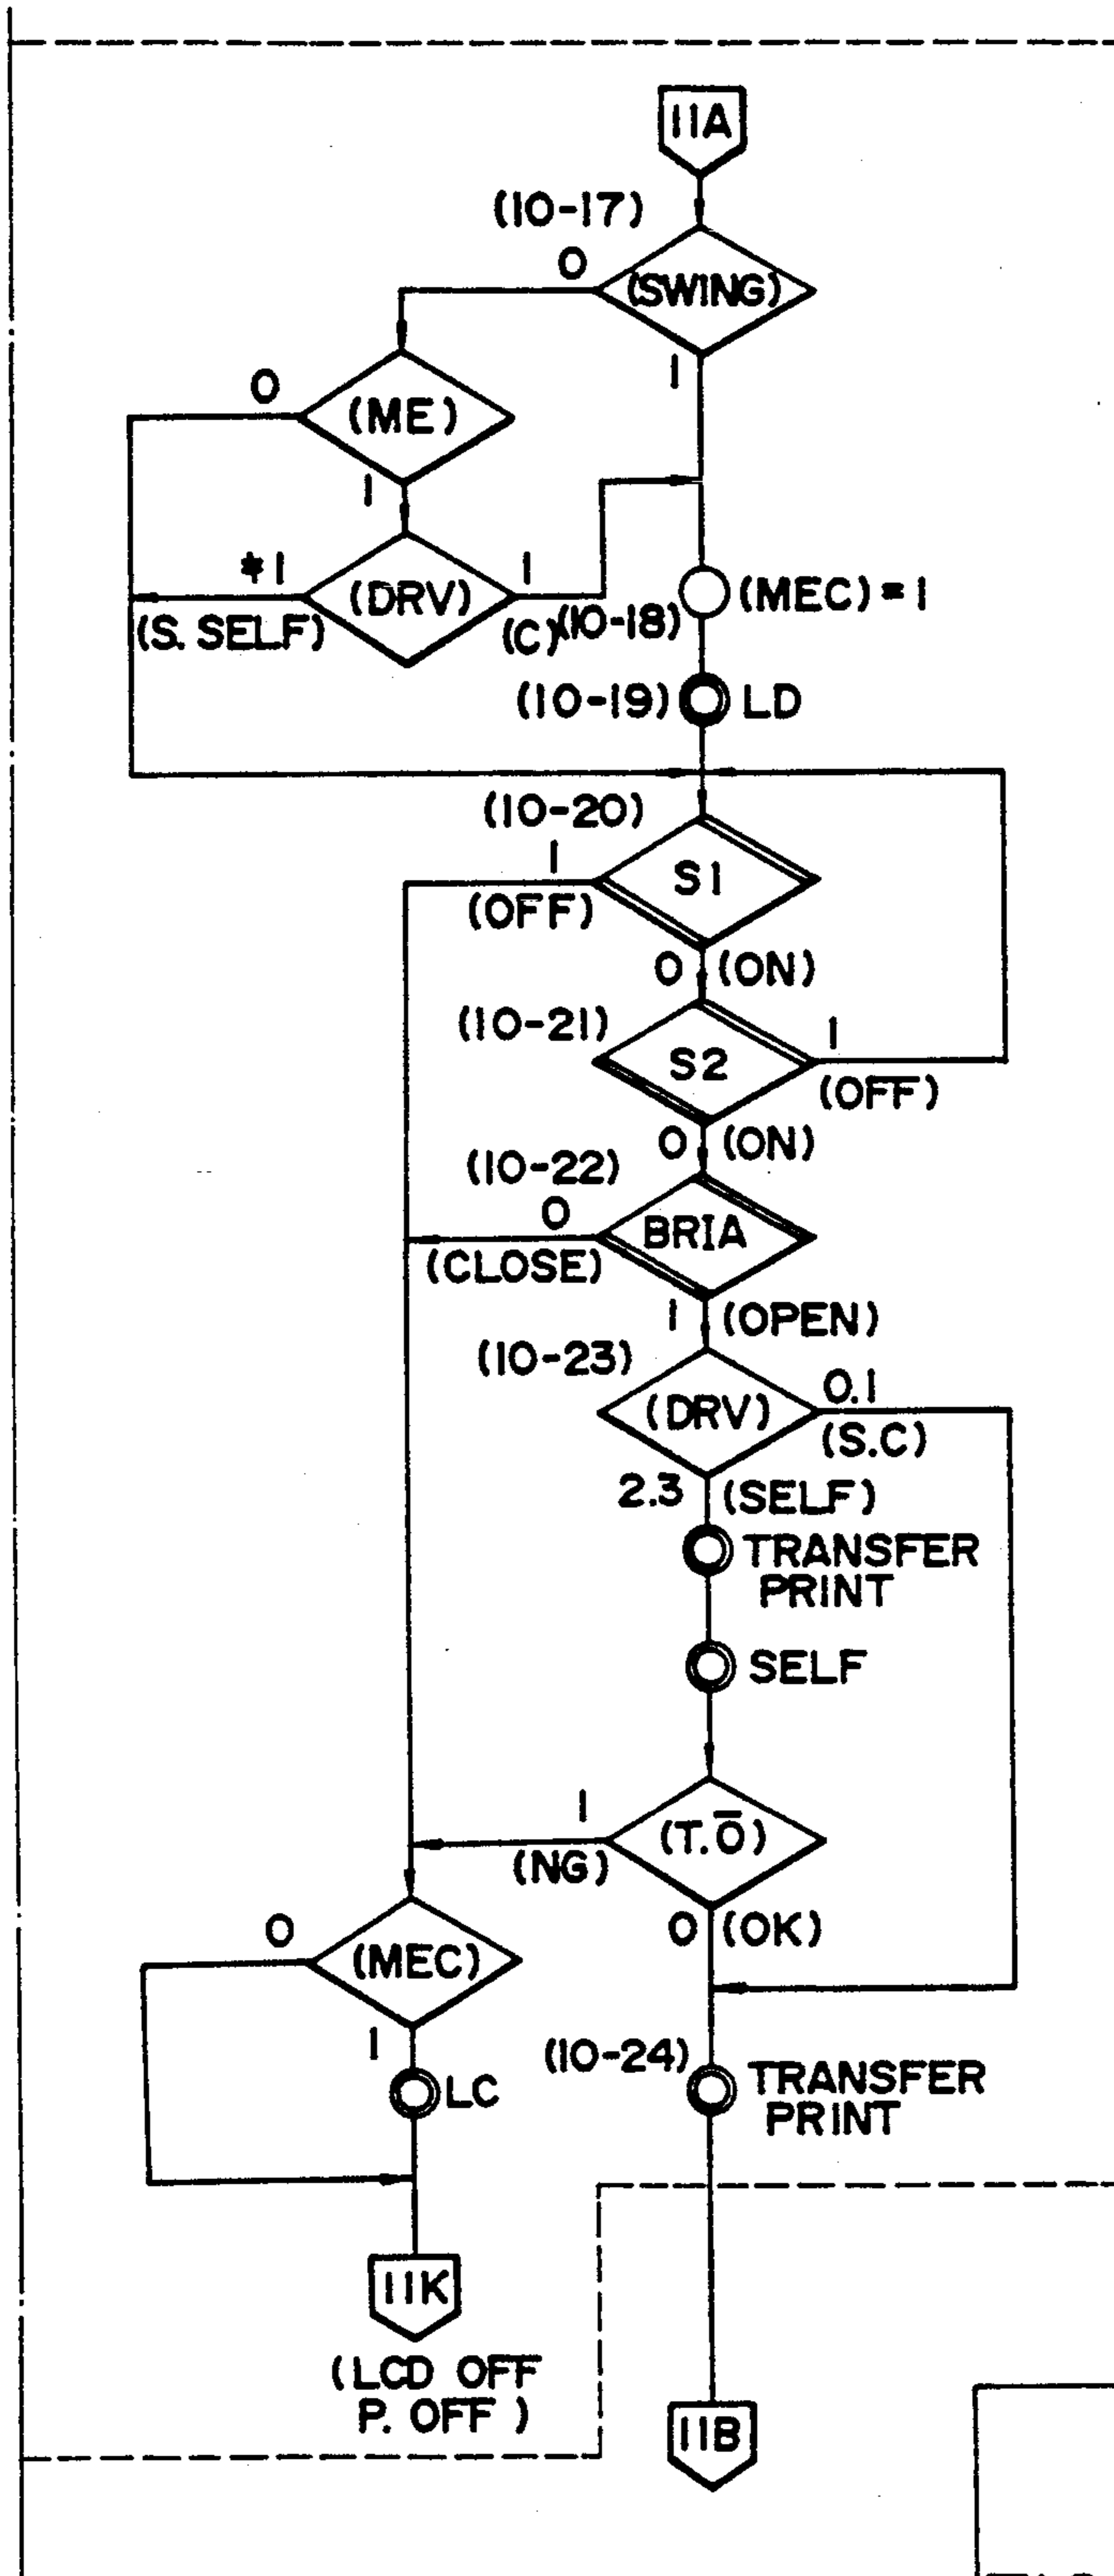 11A
(10-17)
0
(SWING)
1
0
(ME)
1
*1
(DRV)
1
(S. SELF)
(C)
(10-18)
(MEC)=1
(10-19)
LD
(10-20)
1
S1
(OFF)
0 (ON)
(10-21)
1
S2
(OFF)
0 (ON)
(10-22)
0
BRIA
(CLOSE)
1 (OPEN)
(10-23)
0.1
(DRV)
(S.C)
2.3 (SELF)
TRANSFER
PRINT
SELF
1
(T.Ō)
(NG)
0 (OK)
0
(MEC)
1
(10-24)
LC
TRANSFER
PRINT
11K
(LCD OFF
P. OFF )
11B